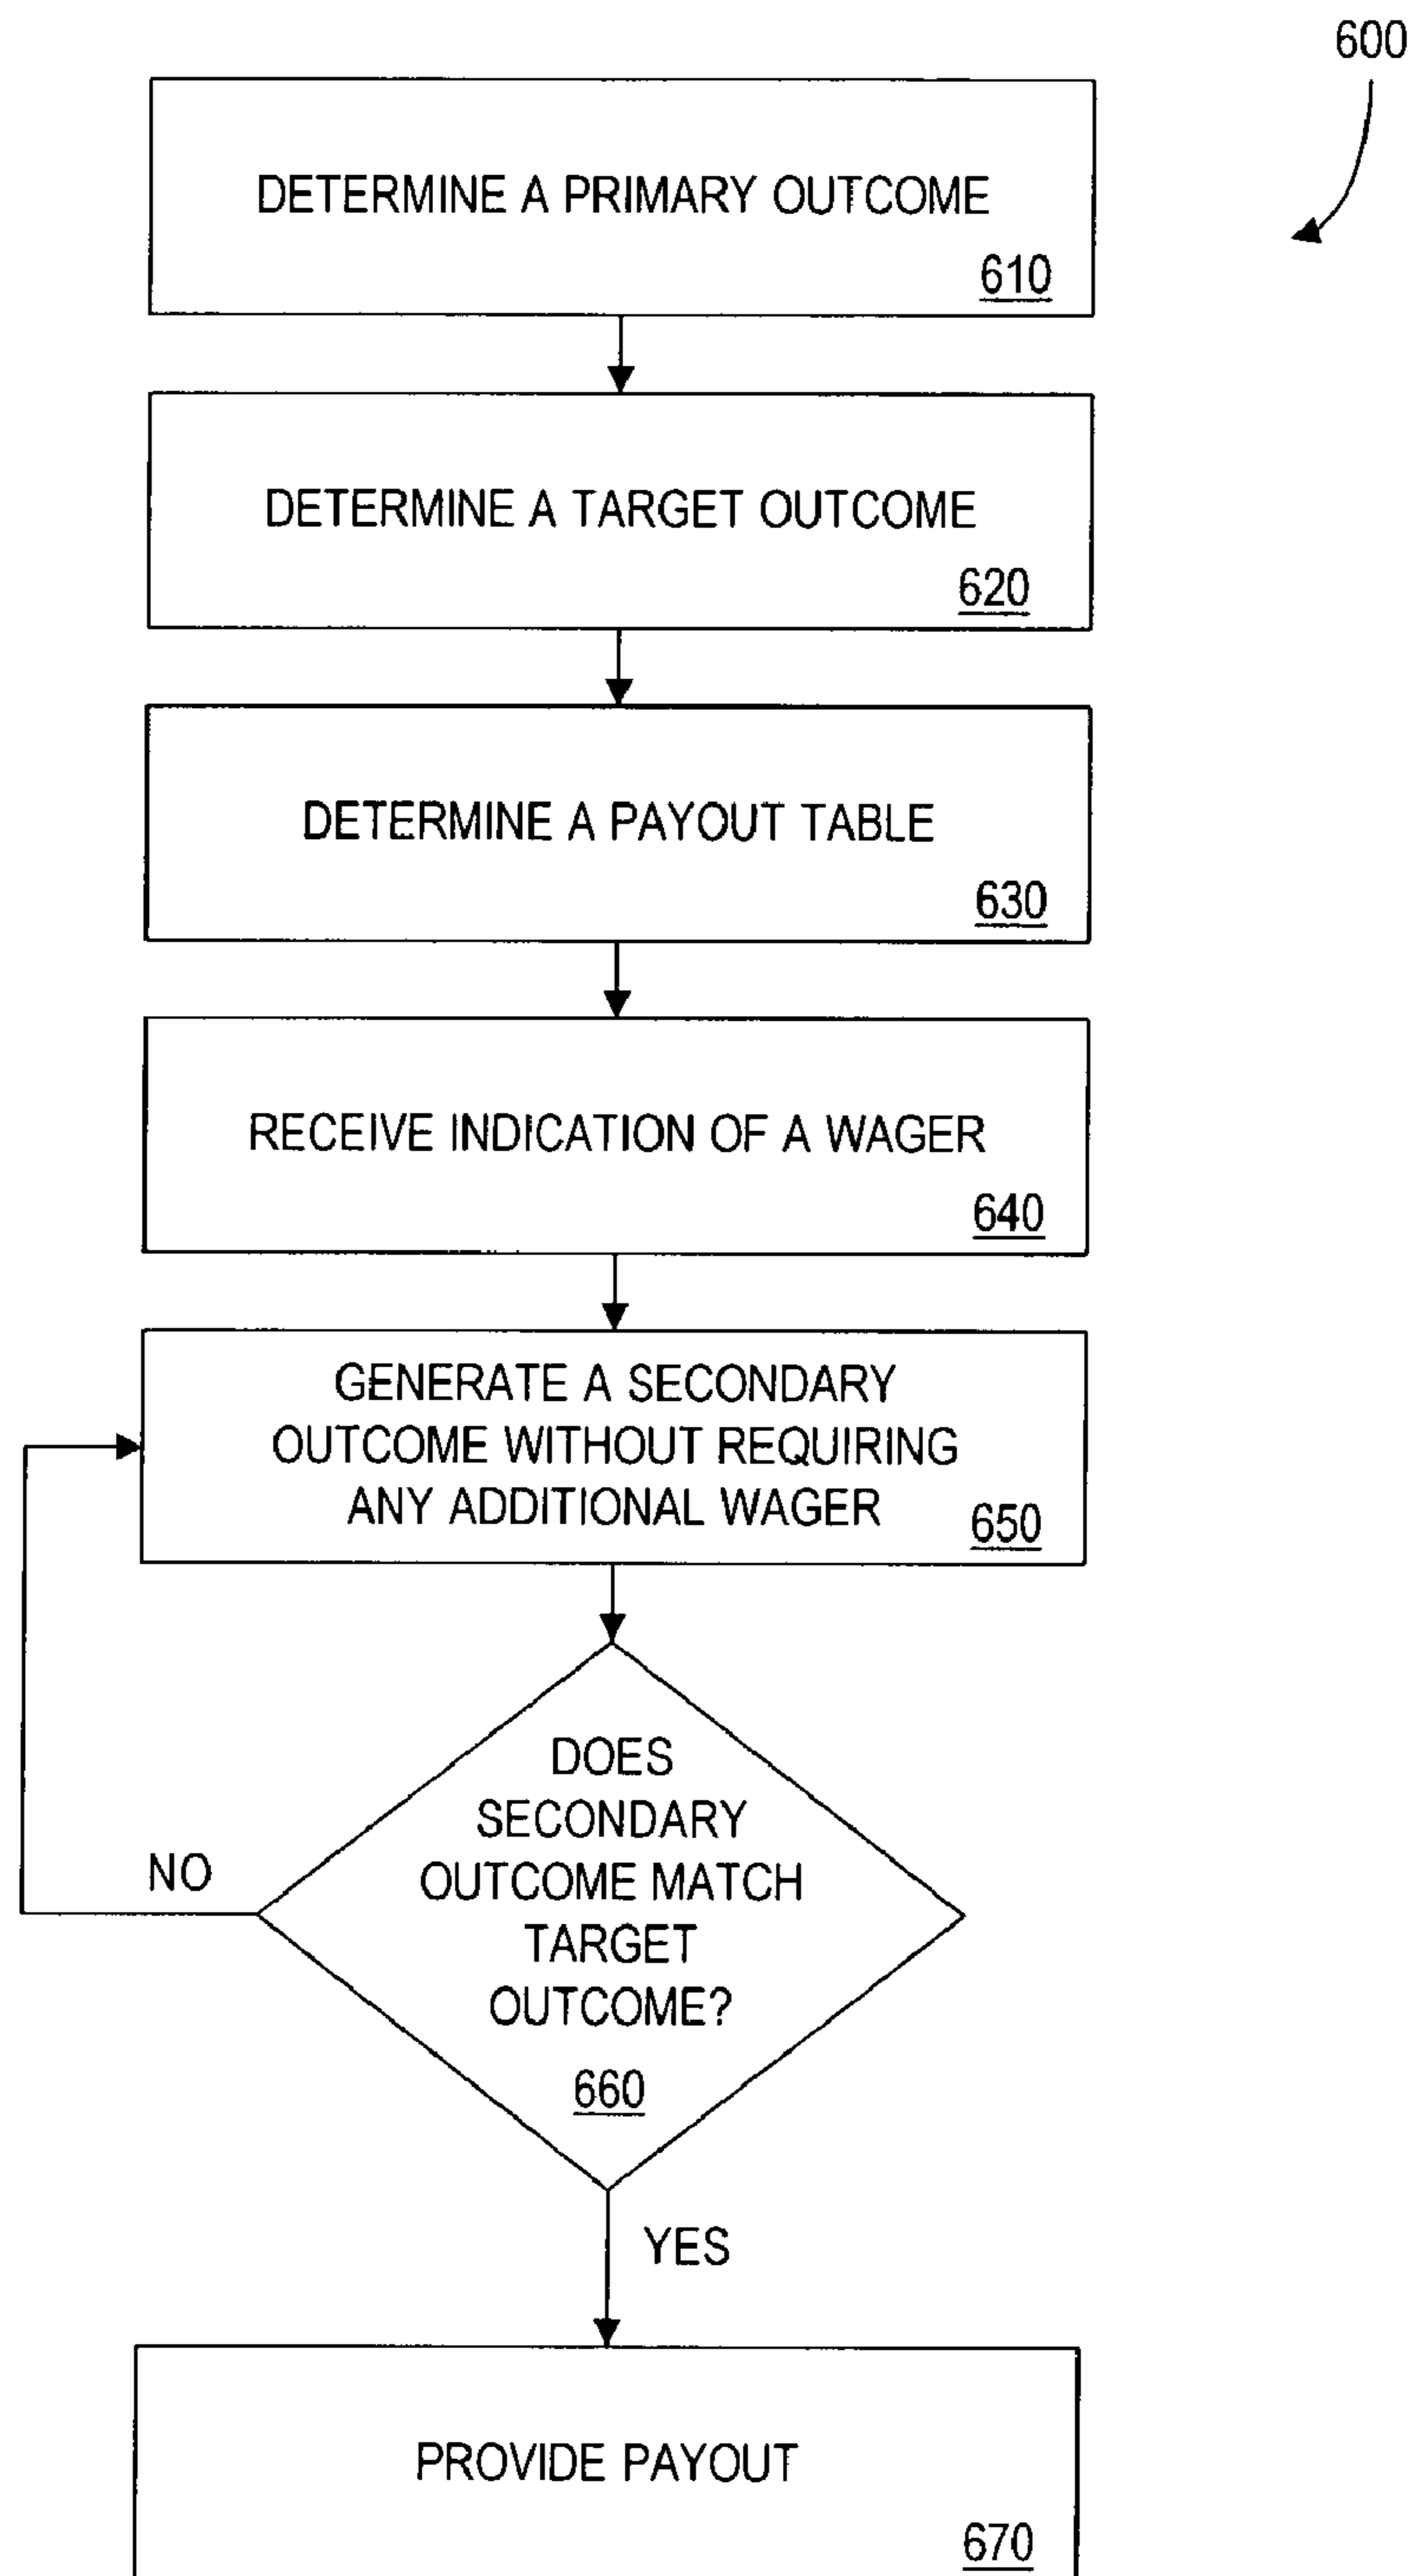 600
DETERMINE A PRIMARY OUTCOME
610
DETERMINE A TARGET OUTCOME
620
DETERMINE A PAYOUT TABLE
630
RECEIVE INDICATION OF A WAGER
640
GENERATE A SECONDARY
OUTCOME WITHOUT REQUIRING
ANY ADDITIONAL WAGER
650
DOES
SECONDARY
OUTCOME MATCH
TARGET
OUTCOME?
660
NO
YES
PROVIDE PAYOUT
670